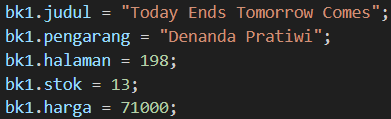 bk1.judul = "Today Ends Tomorrow Comes";
bk1.pengarang = "Denanda Pratiwi";
bk1.halaman = 198;
bk1.stok = 13;
bk1.harga = 71000;